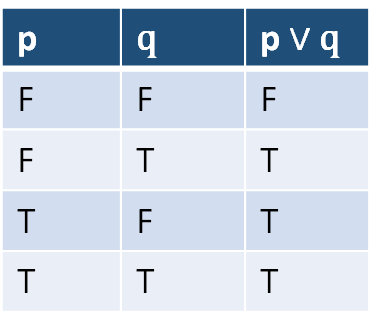 p q p ∨ q
F F F
F T T
T F T
T T T